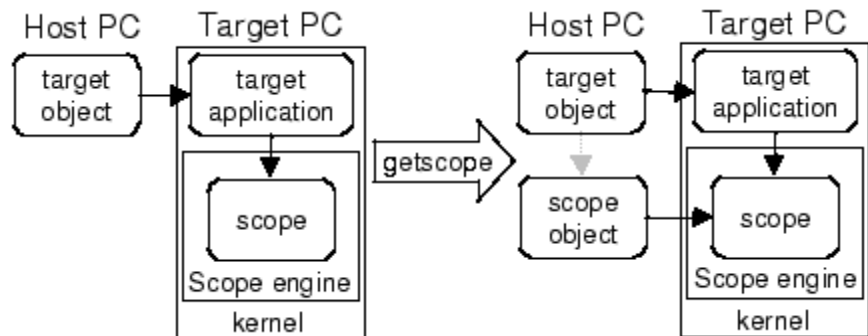 Host PC
Target PC
target
object
target
application
scope
Scope engine
kernel
getscope
Host PC
Target PC
target
object
target
application
scope
object
scope
Scope engine
kernel